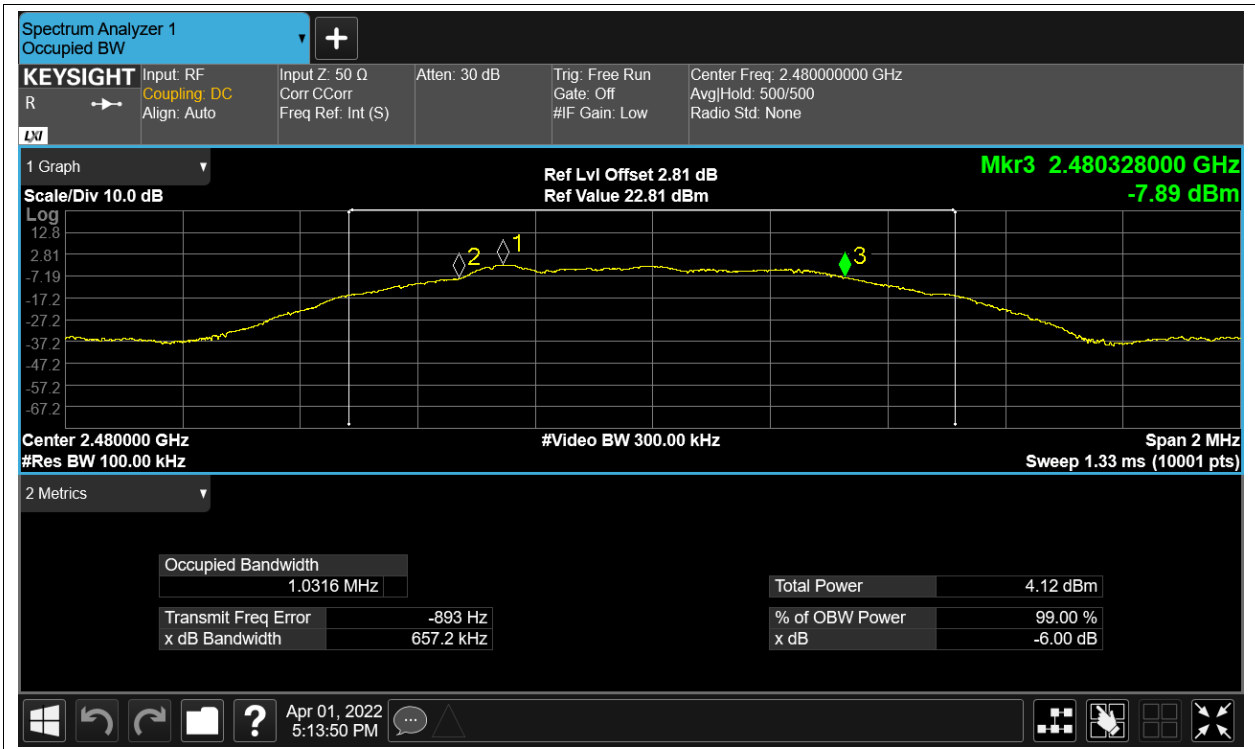 Spectrum Analyzer 1
Occupied BW
KEYSIGHT
R
LXI
Input: RF
Coupling: DC
Align: Auto
Input Z: 50 Ω
Corr CCorr
Freq Ref: Int (S)
Atten: 30 dB
Trig: Free Run
Gate: Off
#IF Gain: Low
Center Freq: 2.480000000 GHz
Avg|Hold: 500/500
Radio Std: None
1 Graph
Scale/Div 10.0 dB
Ref Lvl Offset 2.81 dB
Ref Value 22.81 dBm
Mkr3 2.480328000 GHz
-7.89 dBm
Log
12.8
2.81
-7.19
-17.2
-27.2
-37.2
-47.2
-57.2
-67.2
2
1
3
Center 2.480000 GHz
#Res BW 100.00 kHz
#Video BW 300.00 kHz
Span 2 MHz
Sweep 1.33 ms (10001 pts)
2 Metrics
Occupied Bandwidth
1.0316 MHz
Transmit Freq Error -893 Hz
x dB Bandwidth 657.2 kHz
Total Power 4.12 dBm
% of OBW Power 99.00 %
x dB -6.00 dB
?
Apr 01, 2022
5:13:50 PM